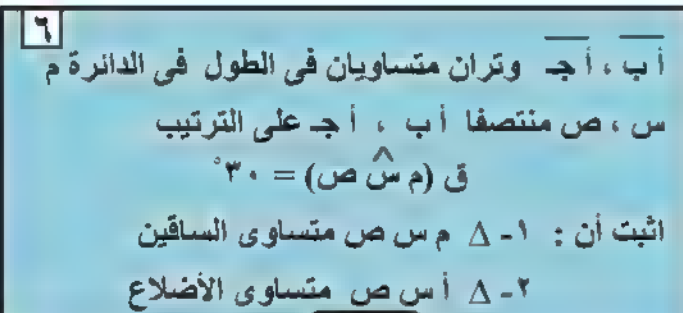 ٦
أ ب ، أ جـ وتران متساويان فى الطول فى الدائرة م
س ، ص منتصفا أ ب ، أ جـ على الترتيب
ق (م س^ ص) = ٣٠°
اثبت أن : ١- Δ م س ص متساوى الساقين
٢- Δ أ س ص متساوى الأضلاع